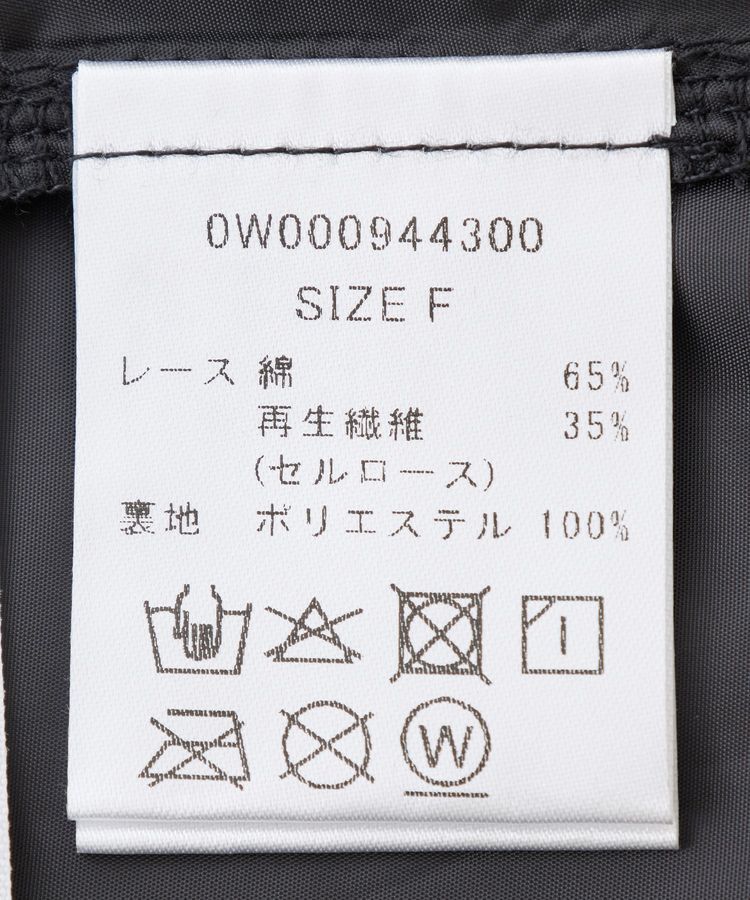 0W000944300
SIZE F
レース 綿 65%
再生繊維 35%
(セルロース)
裏地 ポリエステル 100%
W